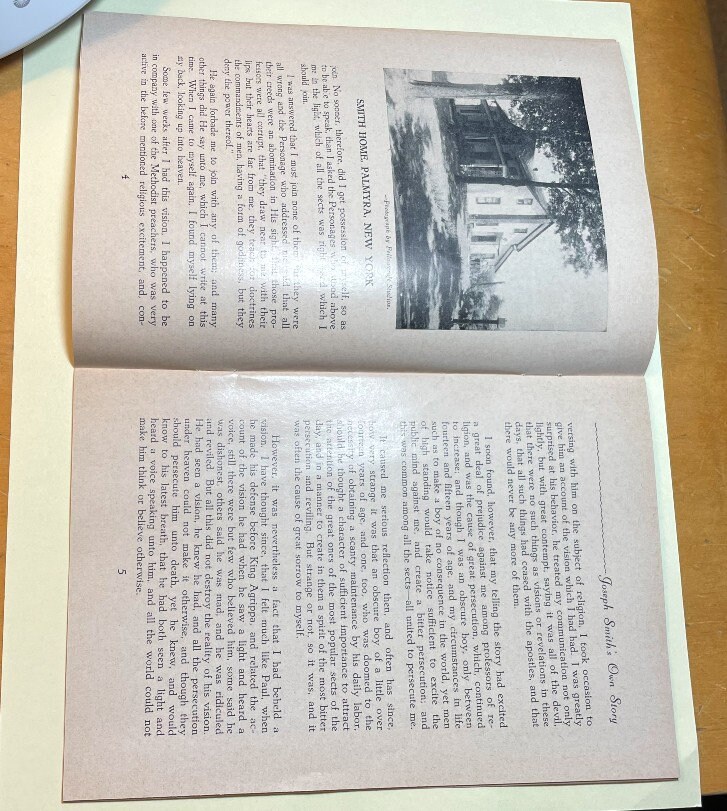 —Photograph by
SMITH HOME, PALMYRA, NEW YORK
join. No sooner, therefore, did I get possession of myself, so as
to be able to speak, than I asked the Personages who stood above
me in the light, which of all the sects was right, and which I
should join.
I was answered that I must join none of them, for they were
all wrong and the Personage who addressed me said that all
their creeds were an abomination in His sight; that those pro-
fessors were all corrupt, that "they draw near to me with their
lips, but their hearts are far from me; they teach for doctrines
the commandments of men, having a form of godliness, but they
deny the power thereof."
He again forbade me to join with any of them: and many
other things did He say unto me, which I cannot write at this
time. When I came to myself again, I found myself lying on
my back, looking up into heaven.
Some few weeks after I had this vision, I happened to be
in company with one of the Methodist preachers, who was very
active in the before mentioned religious excitement, and, con-
4
Joseph Smith's Own Story
versing with him on the subject of religion, I took occasion to
give him an account of the vision which I had had. I was greatly
surprised at his behavior, he treated my communication not only
lightly, but with great contempt, saying it was all of the devil,
that there were no such things as visions or revelations in these
days, that all such things had ceased with the apostles, and that
there would never be any more of them.
I soon found, however, that my telling the story had excited
a great deal of prejudice against me among professors of re-
ligion, and was the cause of great persecution, which continued
to increase; and though I was an obscure boy, only between
fourteen and fifteen years of age, and my circumstances in life
such as to make a boy of no consequence in the world, yet men
of high standing would take notice sufficient to excite the
public mind against me, and create a bitter persecution; and
this was common among all the sects—all united to persecute me.
It caused me serious reflection then, and often has since,
how very strange it was that an obscure boy, of a little over
fourteen years of age, and one, too, who was doomed to the
necessity of obtaining a scanty maintenance by his daily labor,
should be thought a character of sufficient importance to attract
the attention of the great ones of the most popular sects of the
day, and in a manner to create in them a spirit of the most bitter
persecution and reviling. But strange or not, so it was, and it
was often the cause of great sorrow to myself.
However, it was nevertheless a fact that I had beheld a
vision. I have thought since, that I felt much like Paul, when
he made his defense before King Agrippa, and related the ac-
count of the visions he had when he saw a light and heard a
voice, still there were but few who believed him; some said he
was dishonest, others said he was mad, and he was ridiculed
and reviled. But all this did not destroy the reality of his vision.
He had seen a vision, he knew he had, and all the persecution
under heaven could not make it otherwise, and though they
should persecute him unto death, yet he knew, and would
know to his latest breath, that he had both seen a light and
heard a voice speaking unto him, and all the world could not
make him think or believe otherwise.
5